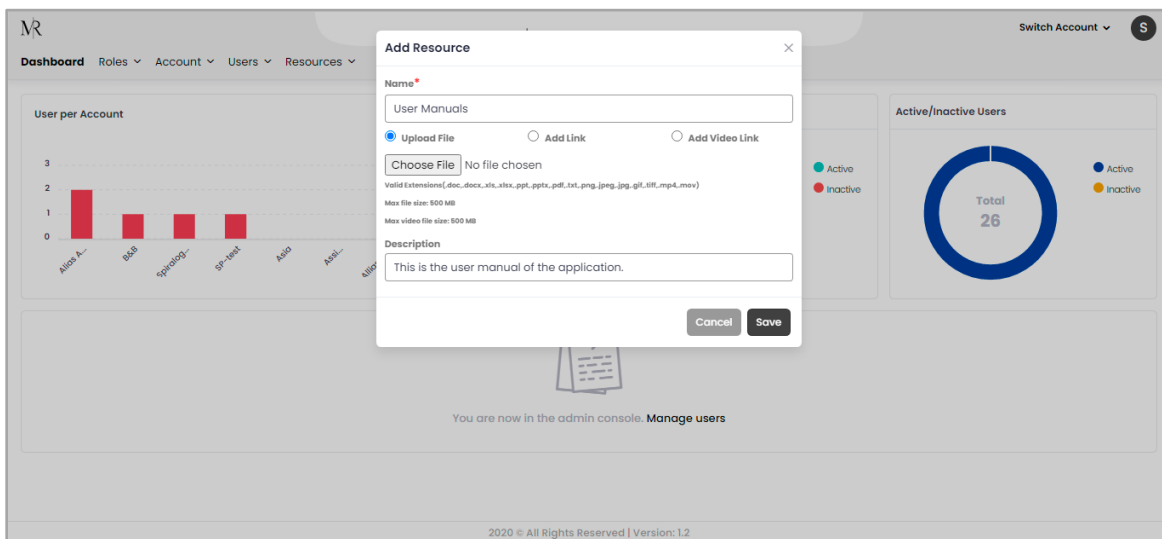 MR
Switch Account
S
Dashboard Roles Account Users Resources
Add Resource
Name*
User Manuals
Upload File Add Link Add Video Link
Choose File No file chosen
Valid Extensions(.doc,.docx,.xls,.xlsx,.ppt,.pptx,.pdf,.txt,.png,.jpeg,.jpg,.gif,.tiff,.mp4,.mov)
Max file size: 500 MB
Max video file size: 500 MB
Description
This is the user manual of the application.
Cancel Save
User per Account
3
2
1
0
Alias A... B&B Spiralog... SP-test Asia Assi...
Active
Inactive
Active/Inactive Users
Total
26
Active
Inactive
You are now in the admin console. Manage users
2020 © All Rights Reserved | Version: 1.2